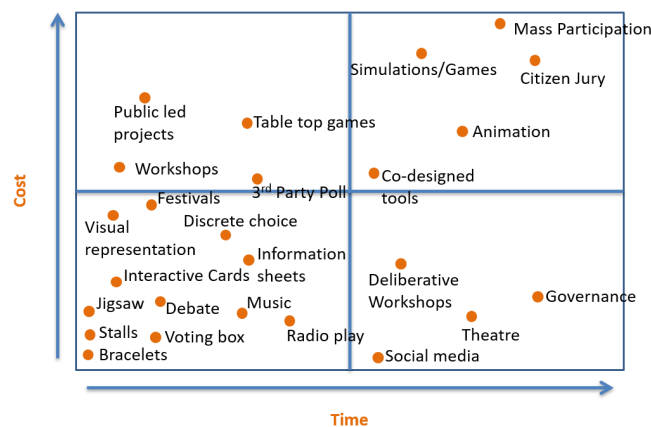 Mass Participation
Simulations/Games
Citizen Jury
Public led
projects
Table top games
Animation
Workshops
Co-designed
tools
3rd Party Poll
Cost
Festivals
Discrete choice
Visual
representation
Information
sheets
Interactive Cards
Deliberative
Workshops
Jigsaw
Debate
Music
Governance
Stalls
Voting box
Radio play
Theatre
Bracelets
Social media
Time